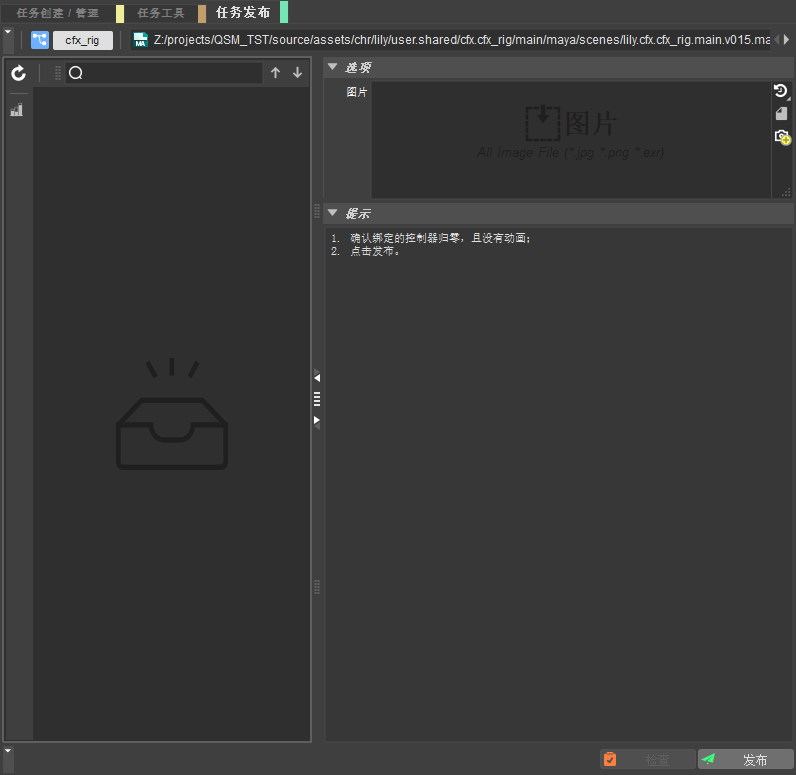 任务创建 / 管理
任务工具
任务发布
cfx_rig
MA
Z:/projects/QSM_TST/source/assets/chr/lily/user.shared/cfx.cfx_rig/main/maya/scenes/lily.cfx.cfx_rig.main.v015.ma
选项
图片
图片
All Image File (*.jpg *.png *.exr)
提示
1. 确认绑定的控制器归零，且没有动画；
2. 点击发布。
检查
发布